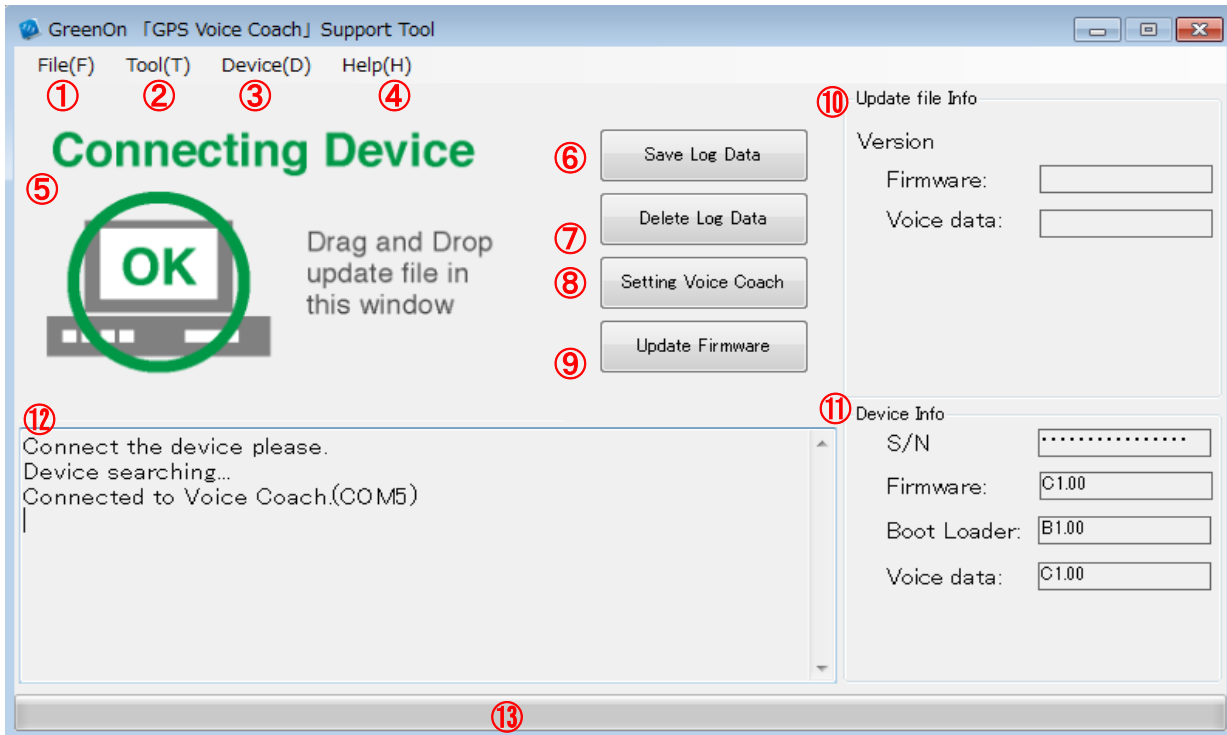 GreenOn 「GPS Voice Coach」 Support Tool
File(F) Tool(T) Device(D) Help(H)
① ② ③ ④
Connecting Device
⑤
OK
Drag and Drop
update file in
this window
⑥ Save Log Data
⑦ Delete Log Data
⑧ Setting Voice Coach
⑨ Update Firmware
⑩ Update file Info
Version
Firmware:
Voice data:
⑪ Device Info
S/N ................
Firmware: C1.00
Boot Loader: B1.00
Voice data: C1.00
⑫
Connect the device please.
Device searching...
Connected to Voice Coach.(COM5)
⑬